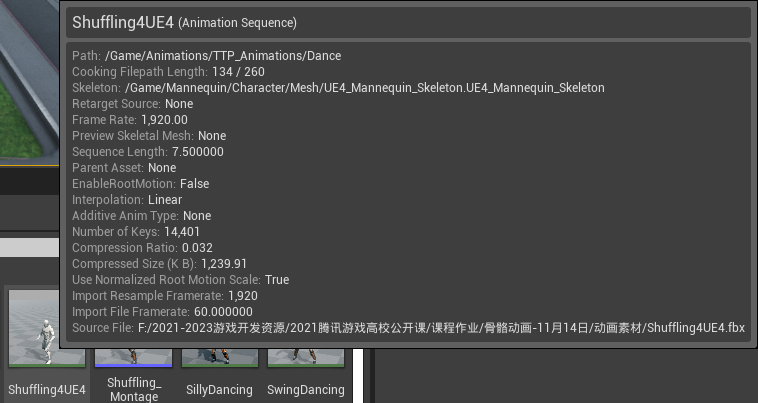 Shuffling4UE4 (Animation Sequence)
Path: /Game/Animations/TTP_Animations/Dance
Cooking Filepath Length: 134 / 260
Skeleton: /Game/Mannequin/Character/Mesh/UE4_Mannequin_Skeleton.UE4_Mannequin_Skeleton
Retarget Source: None
Frame Rate: 1,920.00
Preview Skeletal Mesh: None
Sequence Length: 7.500000
Parent Asset: None
EnableRootMotion: False
Interpolation: Linear
Additive Anim Type: None
Number of Keys: 14,401
Compression Ratio: 0.032
Compressed Size (K B): 1,239.91
Use Normalized Root Motion Scale: True
Import Resample Framerate: 1,920
Import File Framerate: 60.000000
Source File: F:/2021-2023游戏开发资源/2021腾讯游戏高校公开课/课程作业/骨骼动画-11月14日/动画素材/Shuffling4UE4.fbx
Shuffling4UE4
Shuffling_
Montage
SillyDancing
SwingDancing